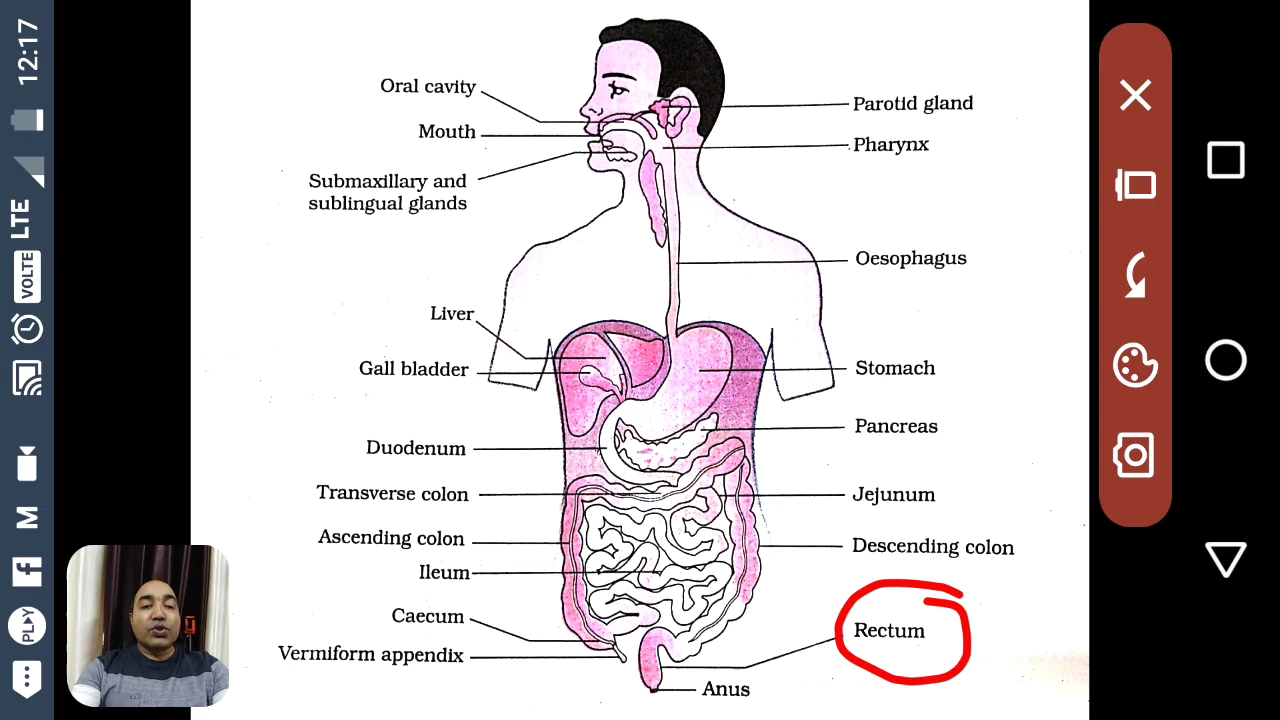 12:17
LTE
VOLTE
M
f
PL▶Y
Oral cavity
Mouth
Submaxillary and
sublingual glands
Liver
Gall bladder
Duodenum
Transverse colon
Ascending colon
Ileum
Caecum
Vermiform appendix
Parotid gland
Pharynx
Oesophagus
Stomach
Pancreas
Jejunum
Descending colon
Rectum
Anus